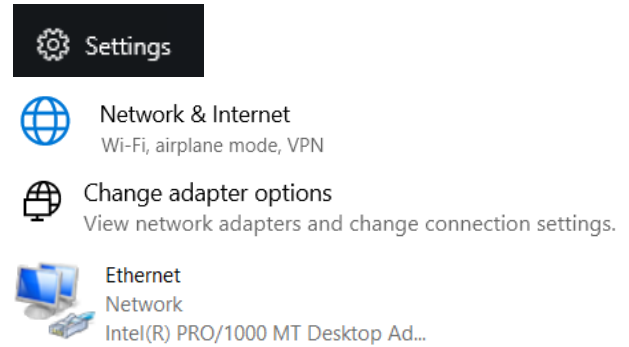 Settings
Network & Internet
Wi-Fi, airplane mode, VPN
Change adapter options
View network adapters and change connection settings.
Ethernet
Network
Intel(R) PRO/1000 MT Desktop Ad...